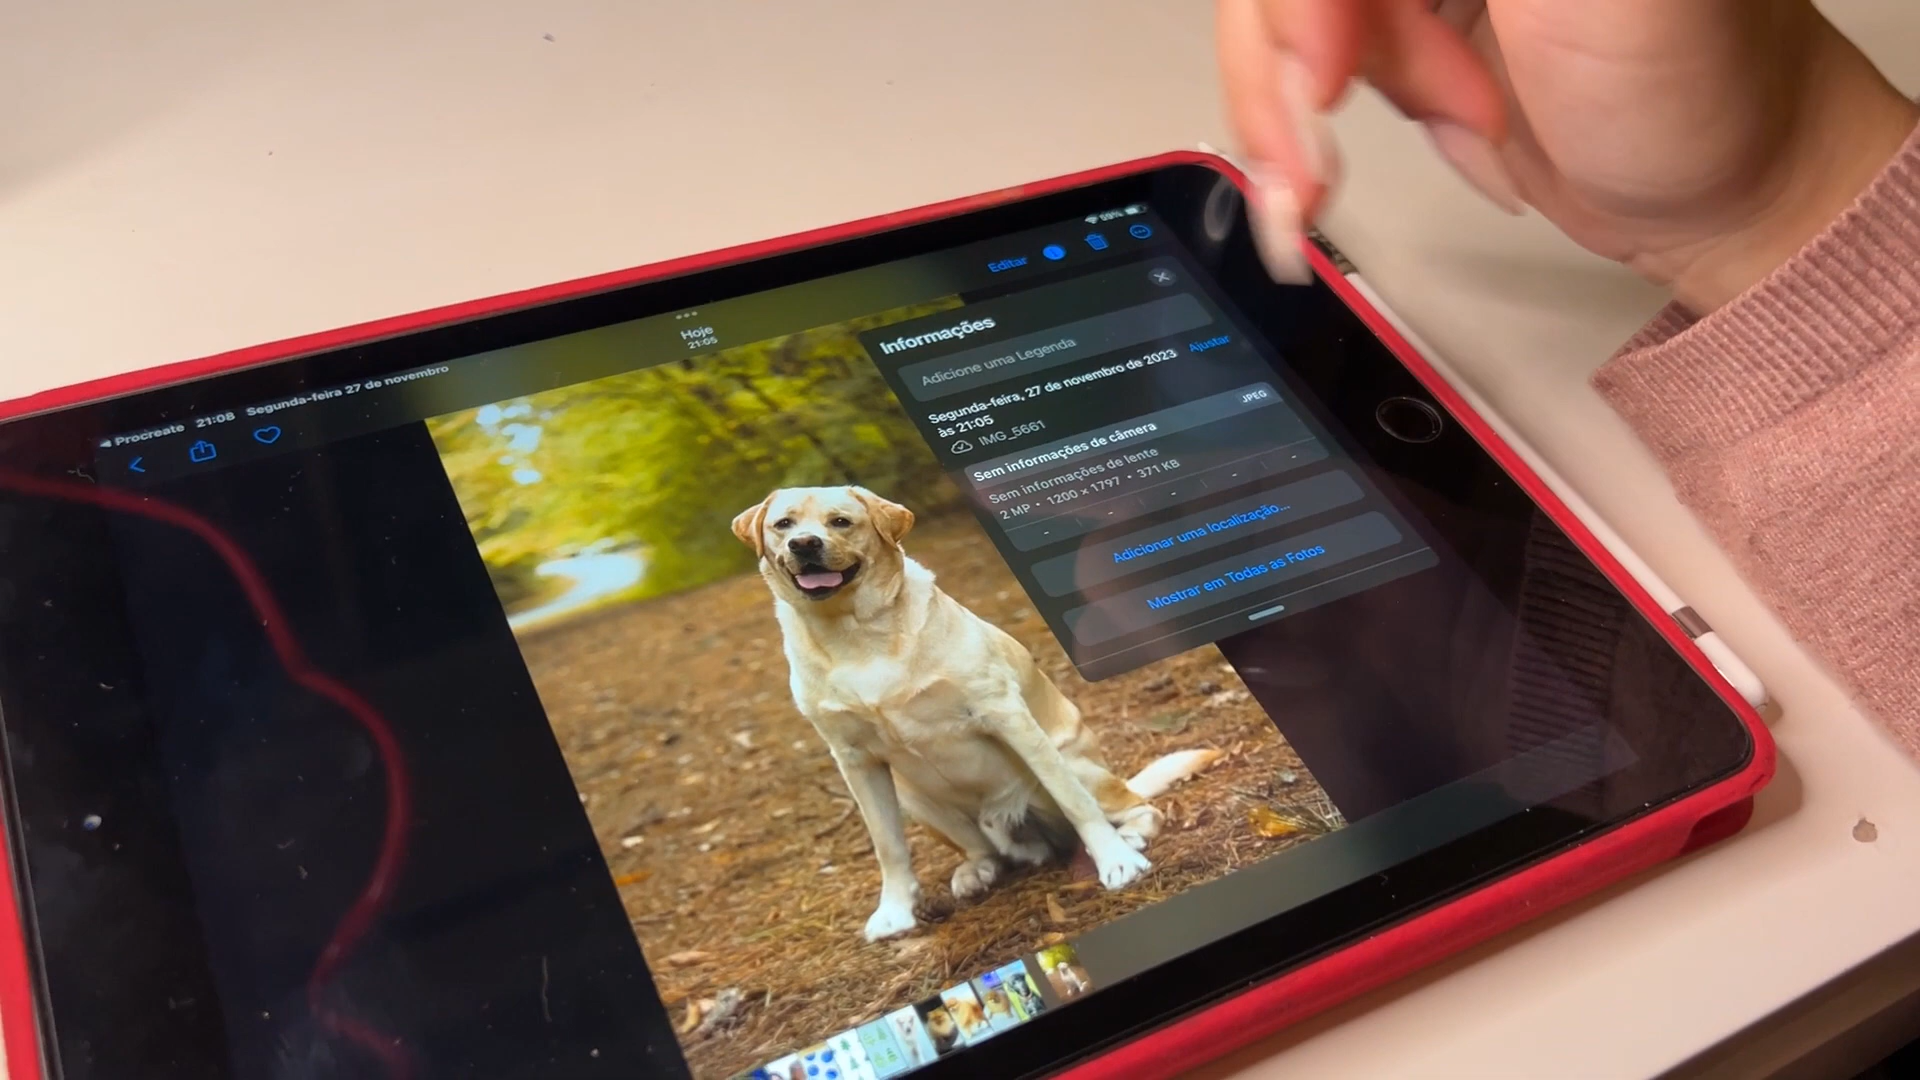 Procreate 21:08 Segunda-feira 27 de novembro
59%
Hoje
21:05
Editar
Informações
Adicione uma Legenda
Segunda-feira, 27 de novembro de 2023
às 21:05
Ajustar
IMG_5661
Sem informações de câmera
JPEG
Sem informações de lente
2 MP • 1200 × 1797 • 371 KB
- - - -
Adicionar uma localização...
Mostrar em Todas as Fotos